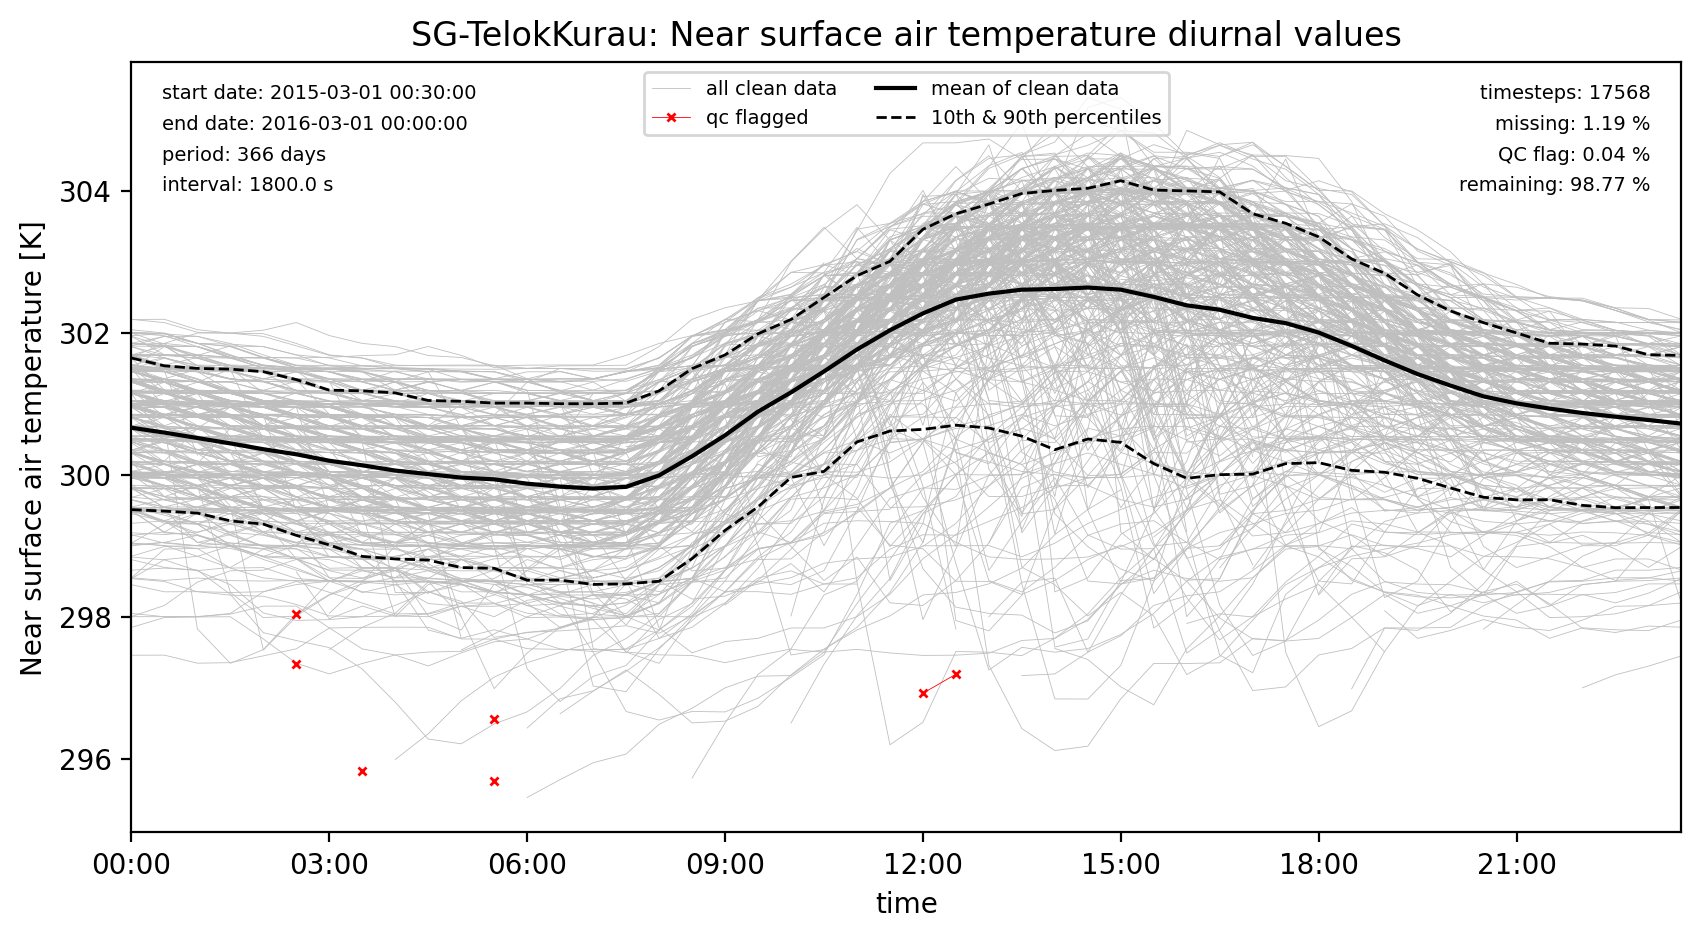 SG-TelokKurau: Near surface air temperature diurnal values
start date: 2015-03-01 00:30:00
end date: 2016-03-01 00:00:00
period: 366 days
interval: 1800.0 s
all clean data
qc flagged
mean of clean data
10th & 90th percentiles
timesteps: 17568
missing: 1.19 %
QC flag: 0.04 %
remaining: 98.77 %
Near surface air temperature [K]
304
302
300
298
296
00:00 03:00 06:00 09:00 12:00 15:00 18:00 21:00
time